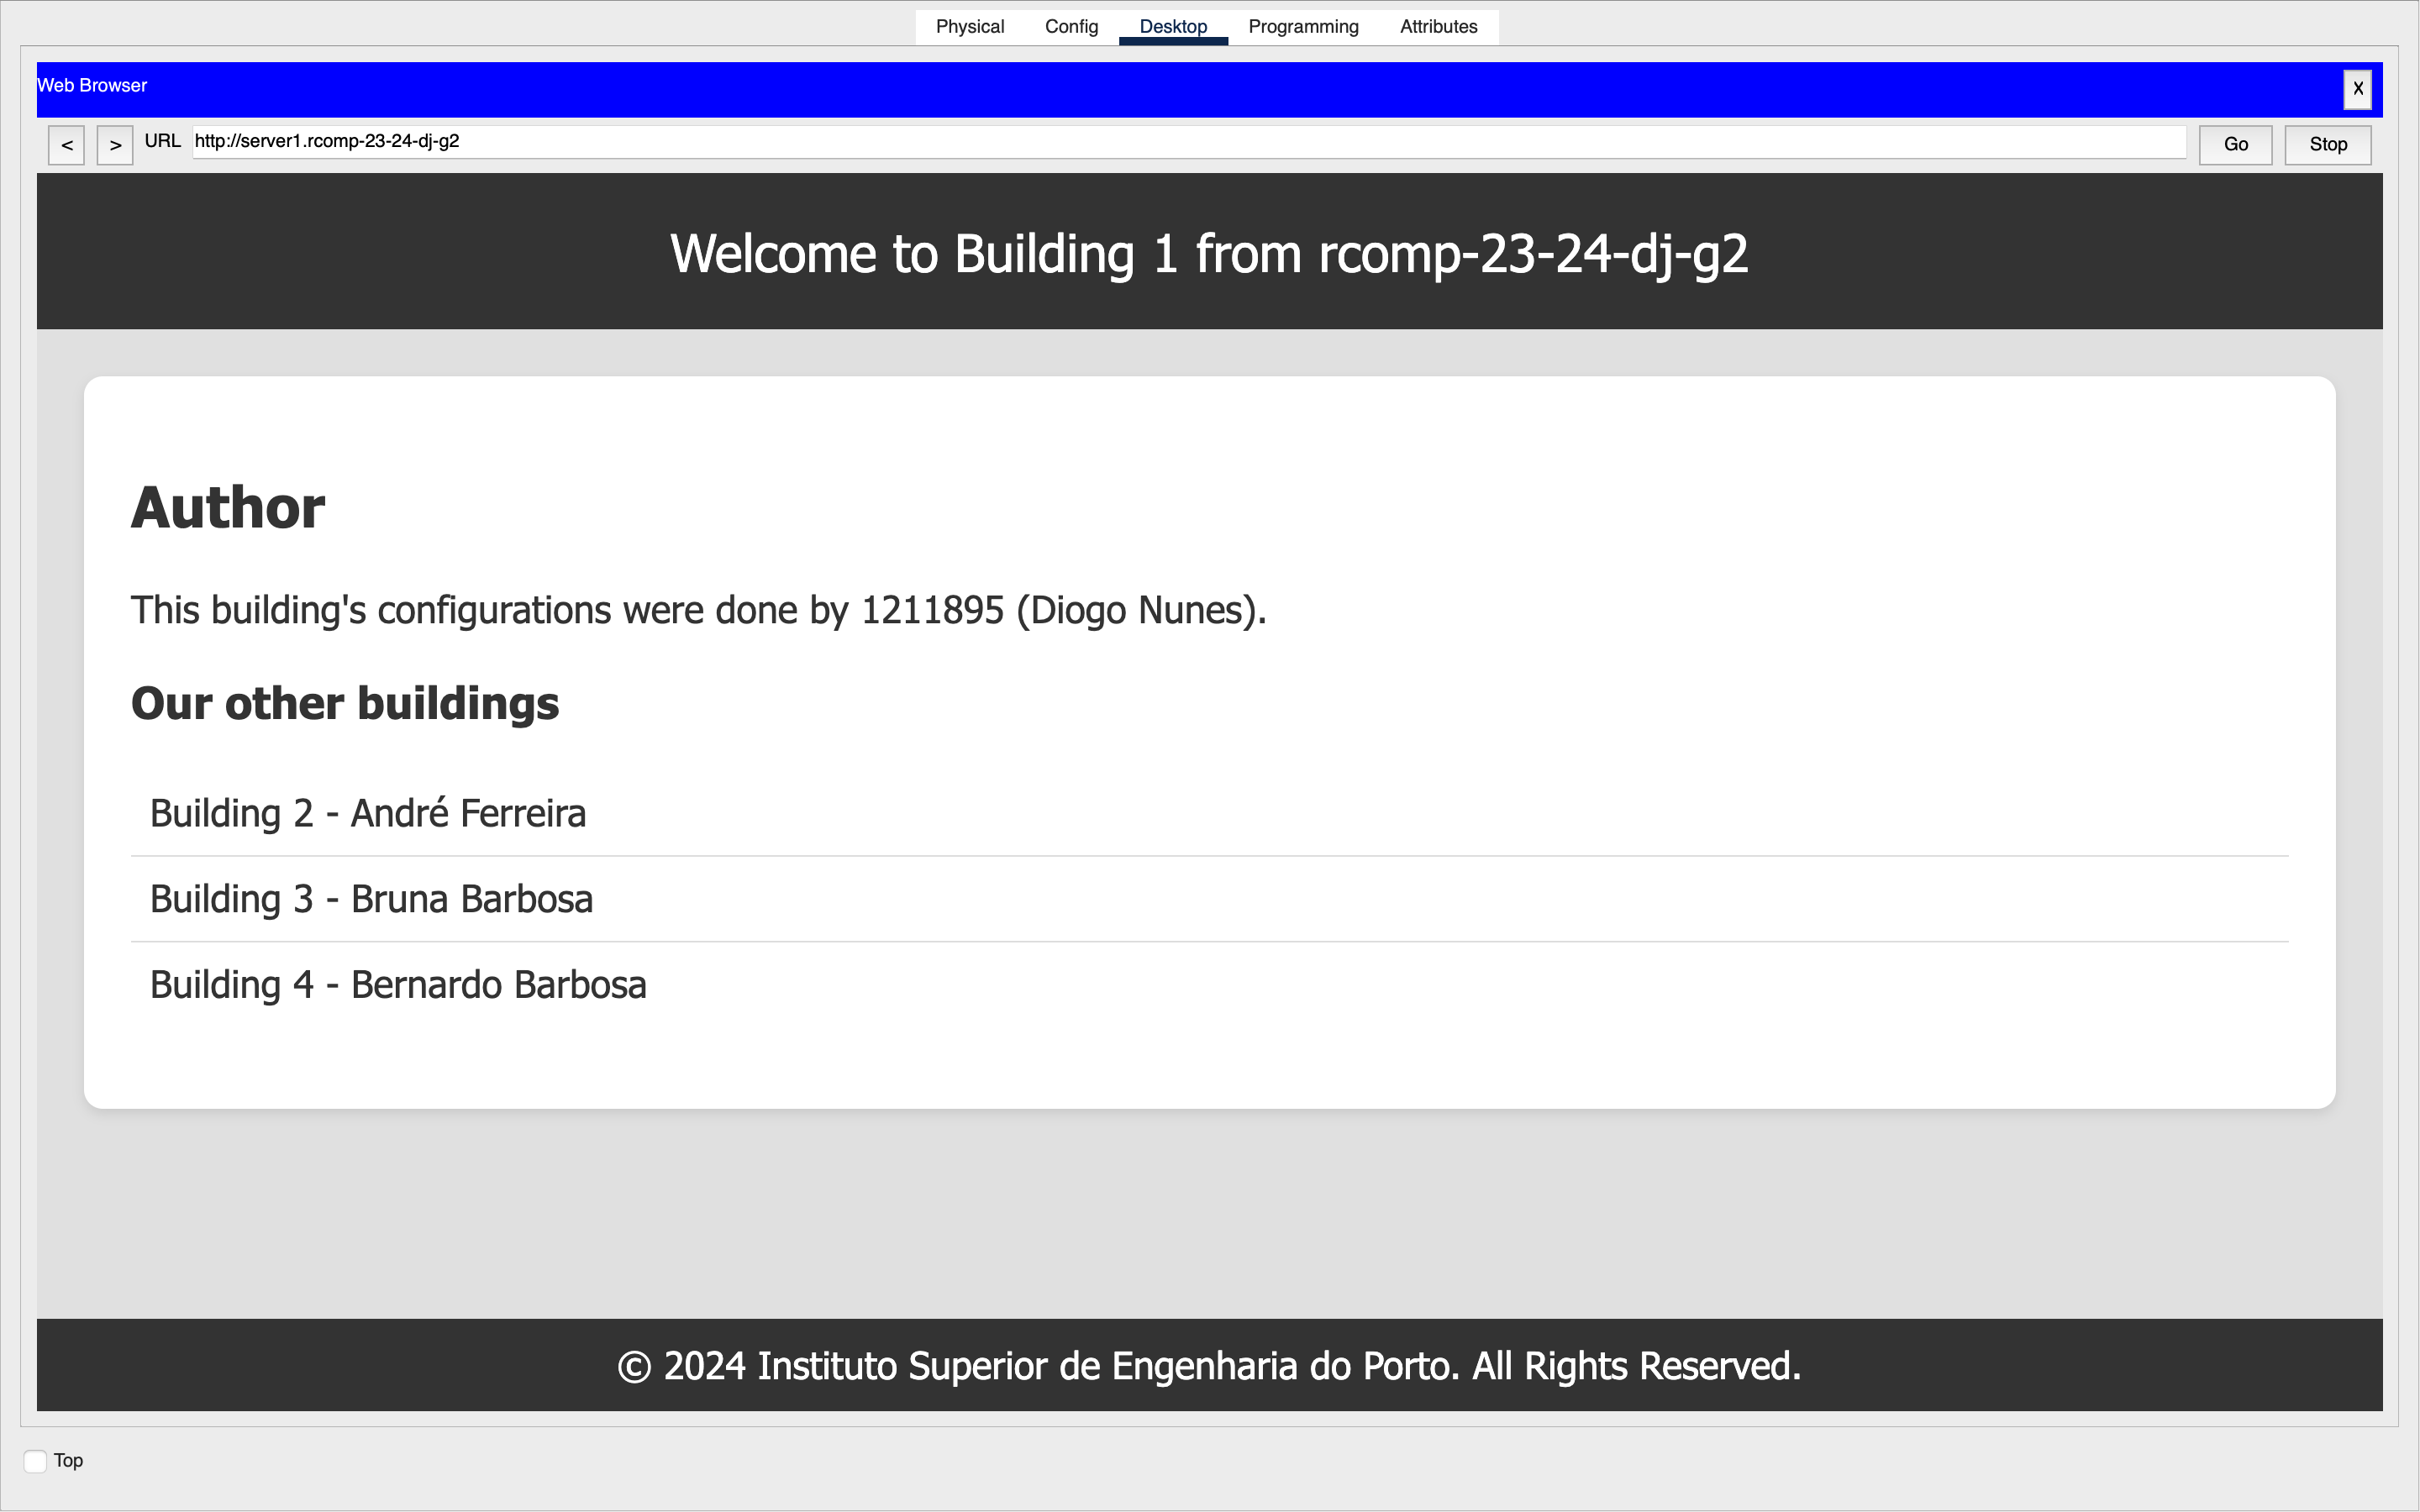 Physical Config Desktop Programming Attributes
Web Browser X
< > URL http://server1.rcomp-23-24-dj-g2 Go Stop
Welcome to Building 1 from rcomp-23-24-dj-g2
Author
This building's configurations were done by 1211895 (Diogo Nunes).
Our other buildings
Building 2 - André Ferreira
Building 3 - Bruna Barbosa
Building 4 - Bernardo Barbosa
© 2024 Instituto Superior de Engenharia do Porto. All Rights Reserved.
Top